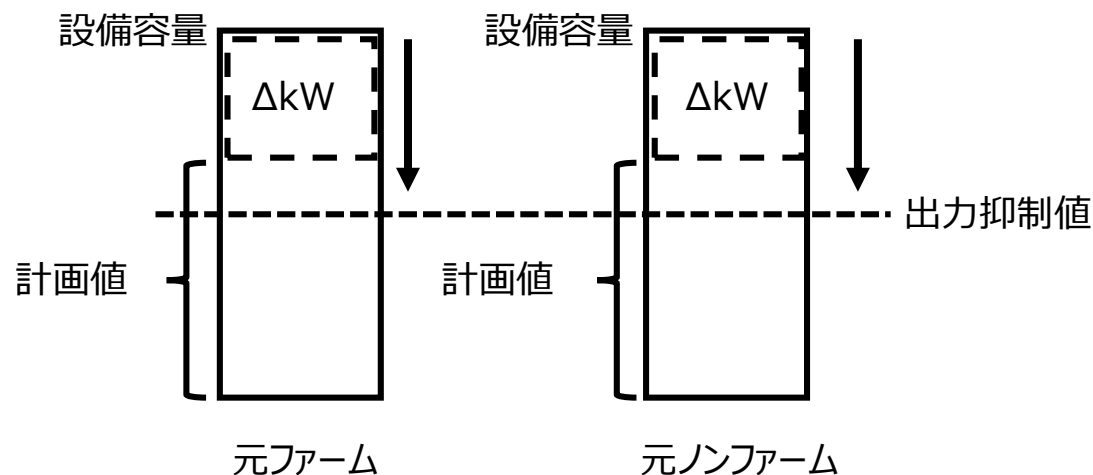 設備容量
設備容量
ΔkW
ΔkW
出力抑制値
計画値
計画値
元ファーム
元ノンファーム